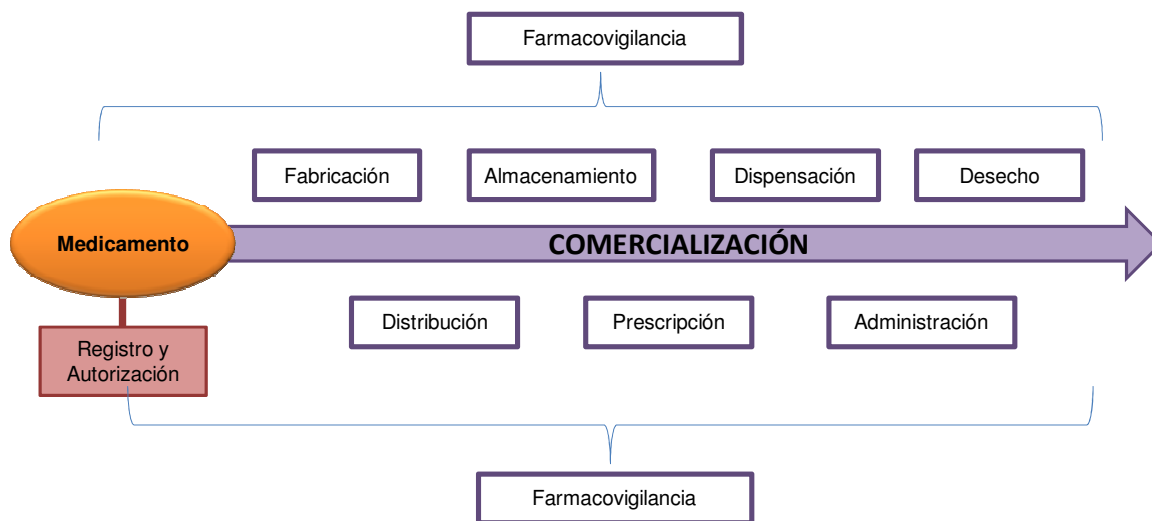 Farmacovigilancia
Fabricación
Almacenamiento
Dispensación
Desecho
Medicamento
COMERCIALIZACIÓN
Distribución
Prescripción
Administración
Registro y
Autorización
Farmacovigilancia